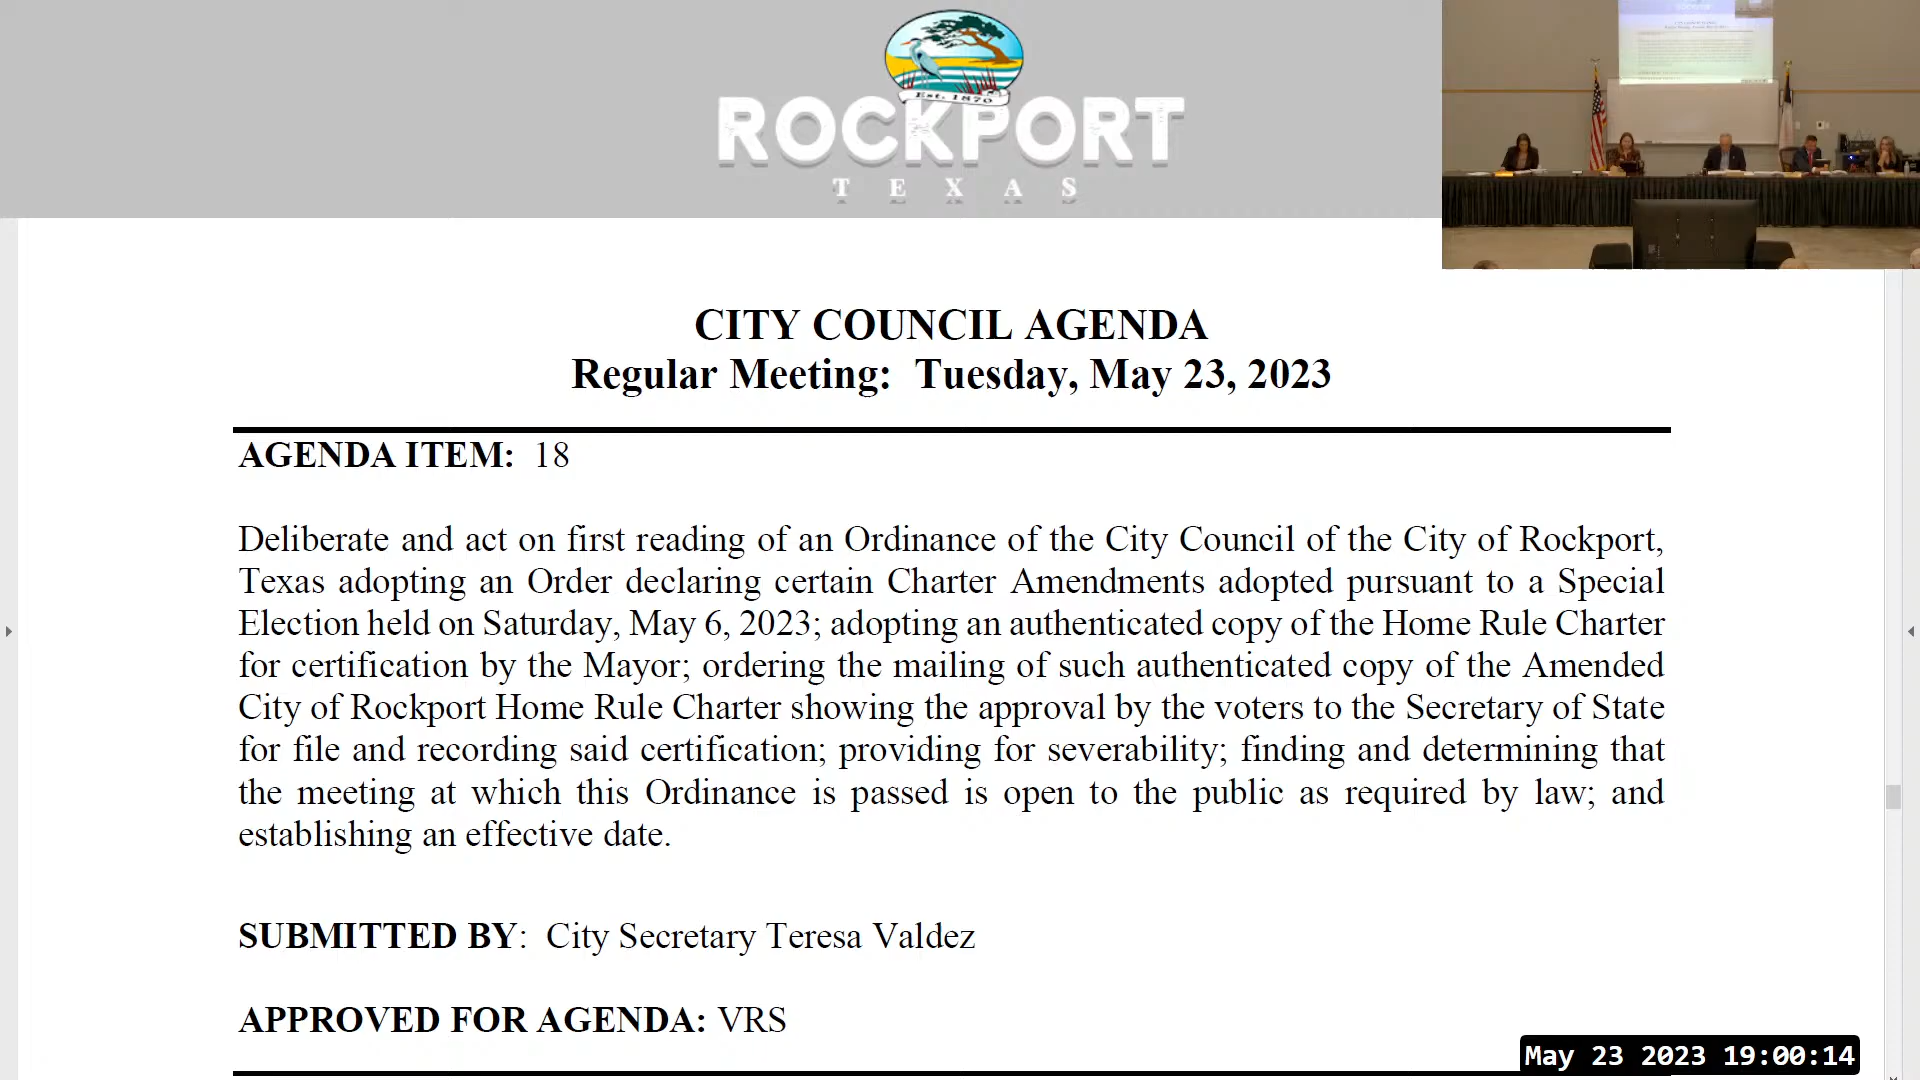 Est. 1870
ROCKPORT
TEXAS
CITY COUNCIL AGENDA
Regular Meeting: Tuesday, May 23, 2023
AGENDA ITEM: 18
Deliberate and act on first reading of an Ordinance of the City Council of the City of Rockport,
Texas adopting an Order declaring certain Charter Amendments adopted pursuant to a Special
Election held on Saturday, May 6, 2023; adopting an authenticated copy of the Home Rule Charter
for certification by the Mayor; ordering the mailing of such authenticated copy of the Amended
City of Rockport Home Rule Charter showing the approval by the voters to the Secretary of State
for file and recording said certification; providing for severability; finding and determining that
the meeting at which this Ordinance is passed is open to the public as required by law; and
establishing an effective date.
SUBMITTED BY: City Secretary Teresa Valdez
APPROVED FOR AGENDA: VRS
May 23 2023 19:00:14